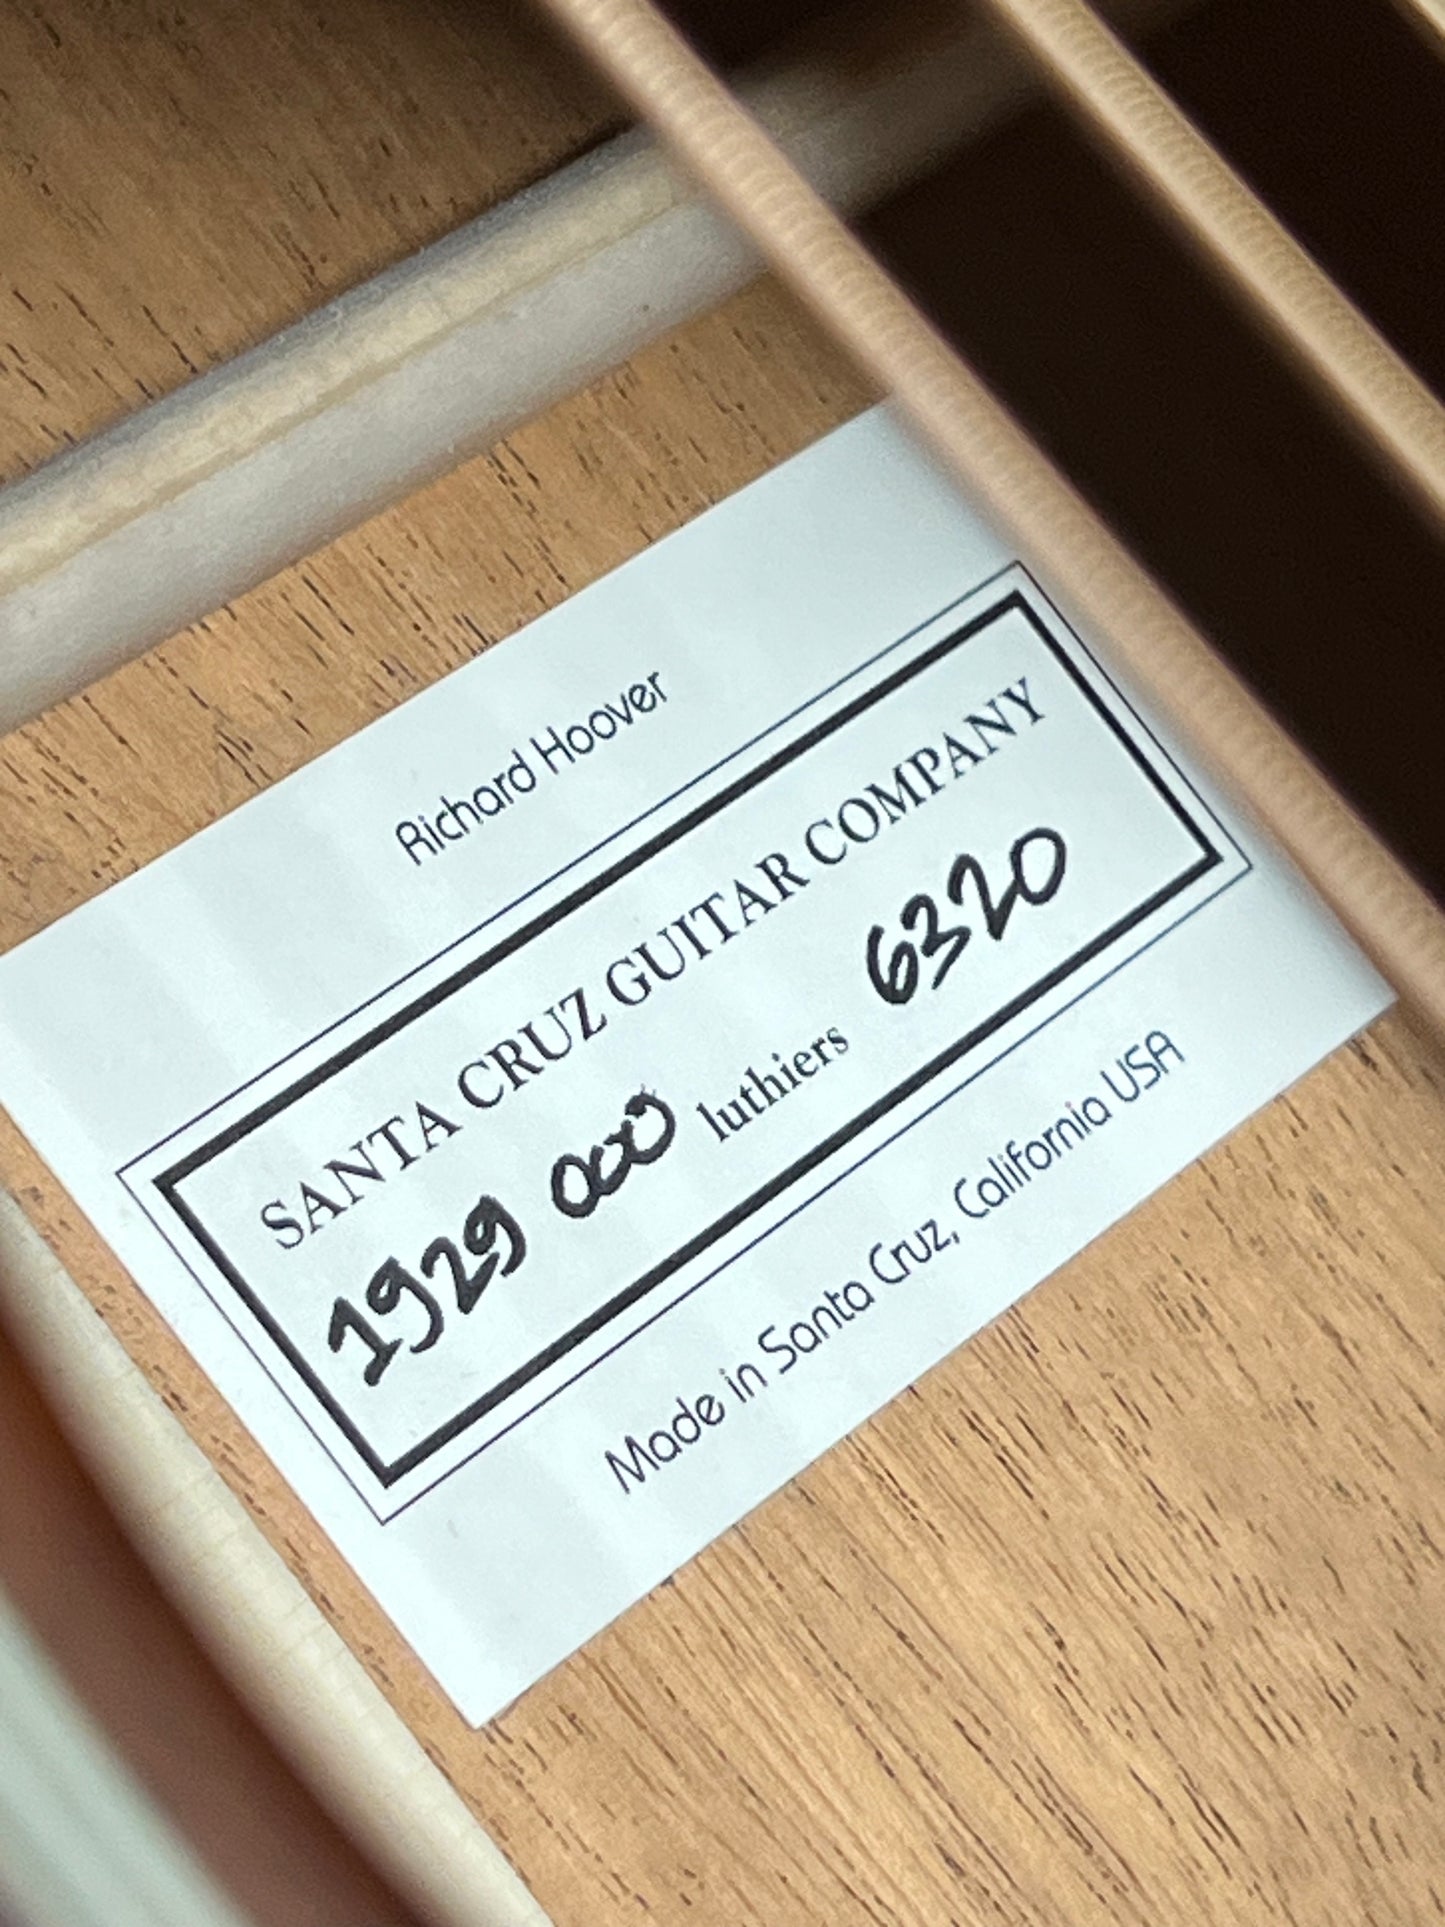 Richard Hoover
SANTA CRUZ GUITAR COMPANY
1929 000 luthiers 6320
Made in Santa Cruz, California USA